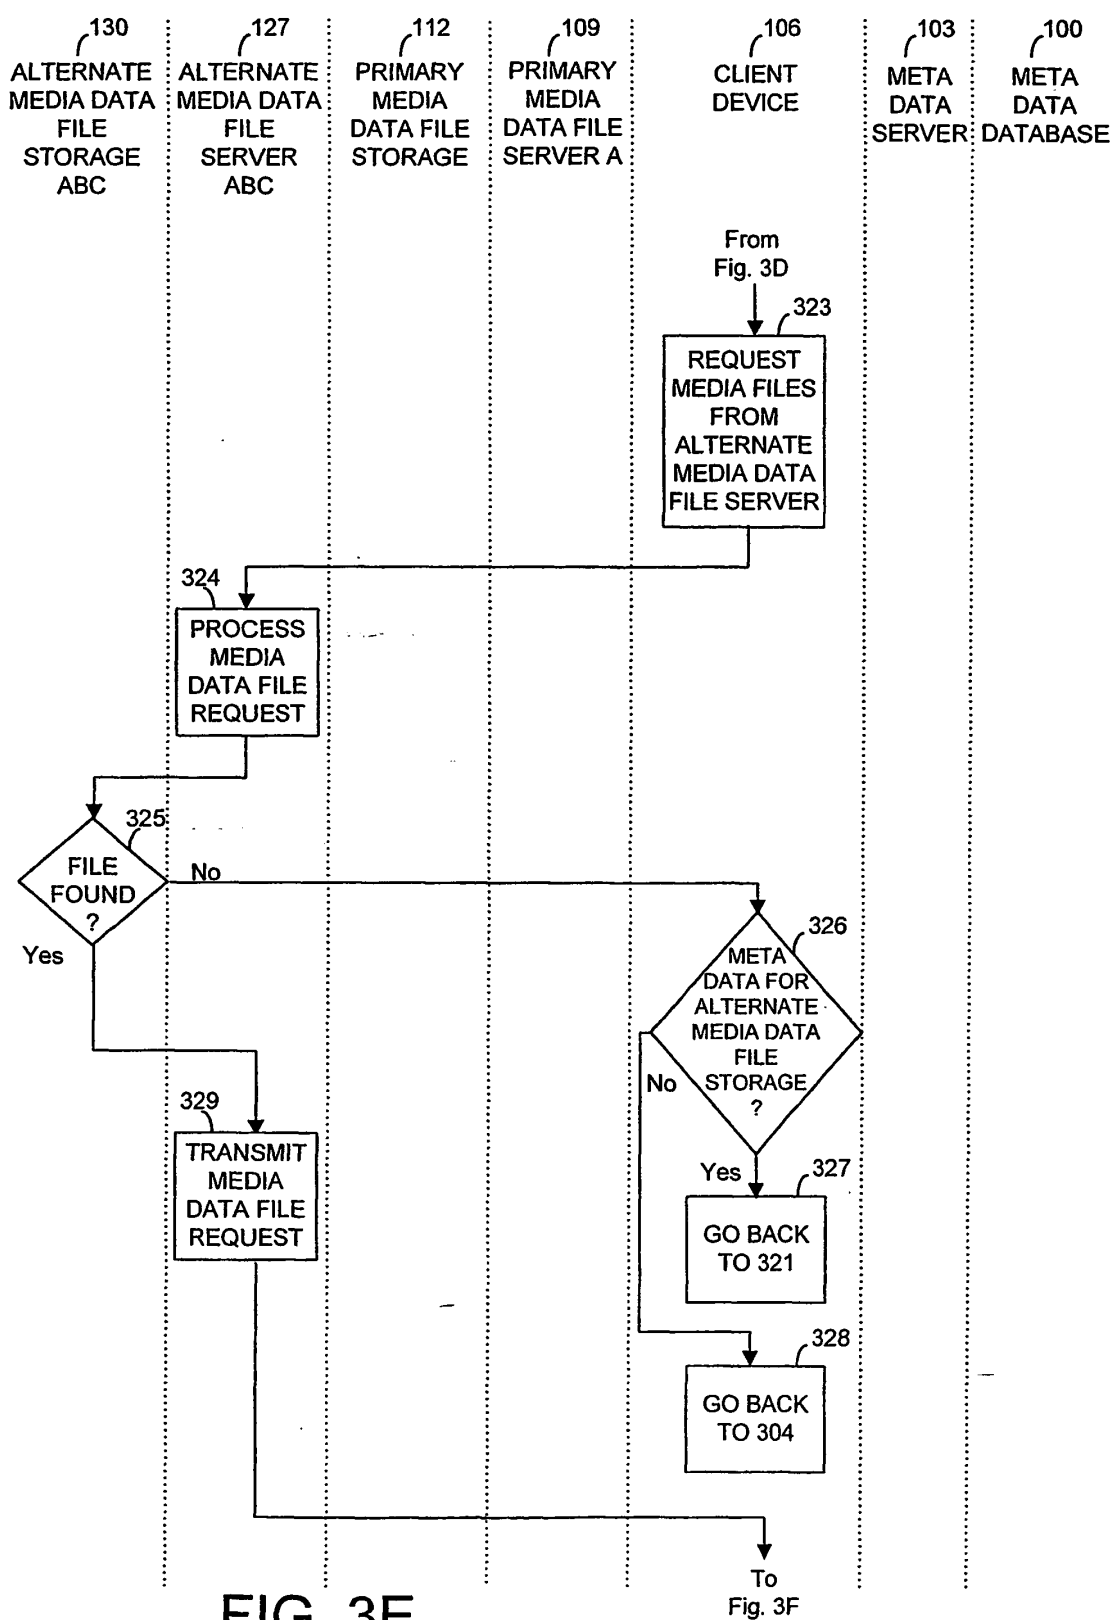 130
ALTERNATE
MEDIA DATA
FILE
STORAGE
ABC
127
ALTERNATE
MEDIA DATA
FILE
SERVER
ABC
112
PRIMARY
MEDIA
DATA FILE
STORAGE
109
PRIMARY
MEDIA
DATA FILE
SERVER A
106
CLIENT
DEVICE
103
META
DATA
SERVER
100
META
DATA
DATABASE
From
Fig. 3D
323
REQUEST
MEDIA FILES
FROM
ALTERNATE
MEDIA DATA
FILE SERVER
324
PROCESS
MEDIA
DATA FILE
REQUEST
325
FILE
FOUND
?
No
Yes
326
META
DATA FOR
ALTERNATE
MEDIA DATA
FILE
STORAGE
?
No
Yes
327
GO BACK
TO 321
328
GO BACK
TO 304
329
TRANSMIT
MEDIA
DATA FILE
REQUEST
To
Fig. 3F
FIG. 3E